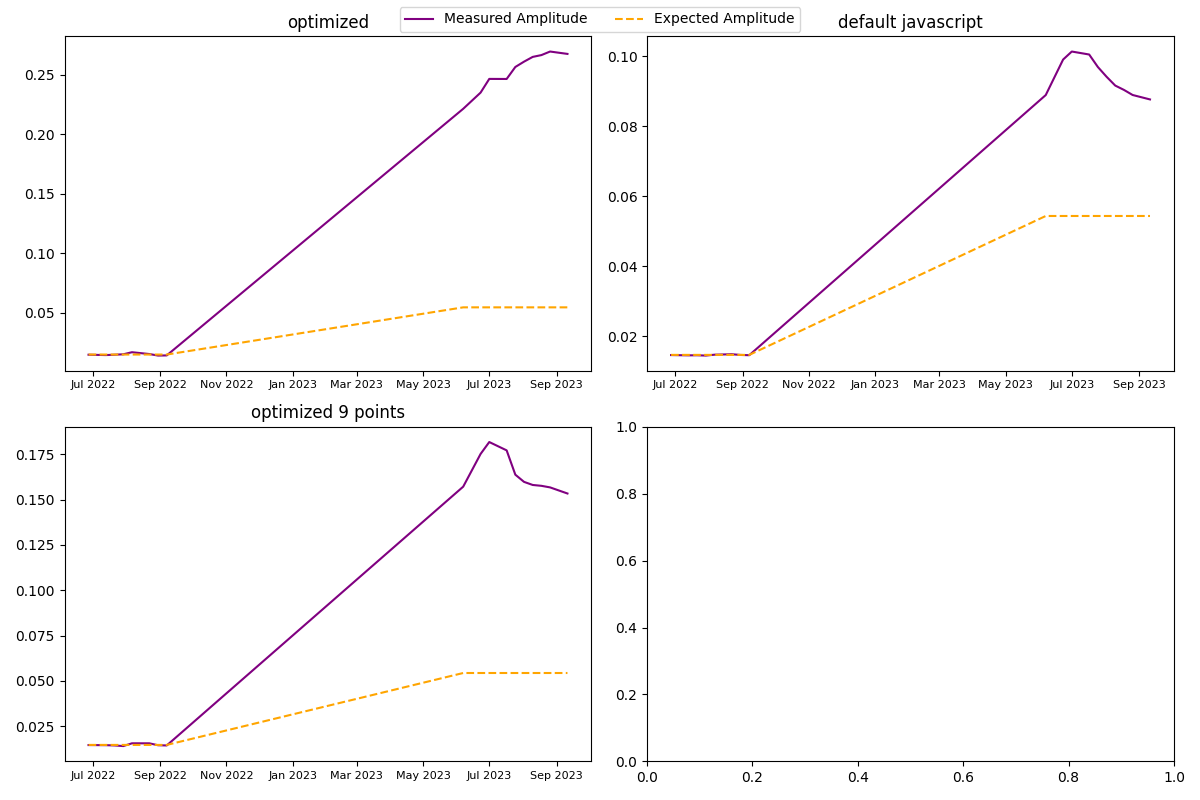 Measured Amplitude Expected Amplitude
optimized
0.25
0.20
0.15
0.10
0.05
Jul 2022 Sep 2022 Nov 2022 Jan 2023 Mar 2023 May 2023 Jul 2023 Sep 2023
default javascript
0.10
0.08
0.06
0.04
0.02
Jul 2022 Sep 2022 Nov 2022 Jan 2023 Mar 2023 May 2023 Jul 2023 Sep 2023
optimized 9 points
0.175
0.150
0.125
0.100
0.075
0.050
0.025
Jul 2022 Sep 2022 Nov 2022 Jan 2023 Mar 2023 May 2023 Jul 2023 Sep 2023
1.0
0.8
0.6
0.4
0.2
0.0
0.0 0.2 0.4 0.6 0.8 1.0